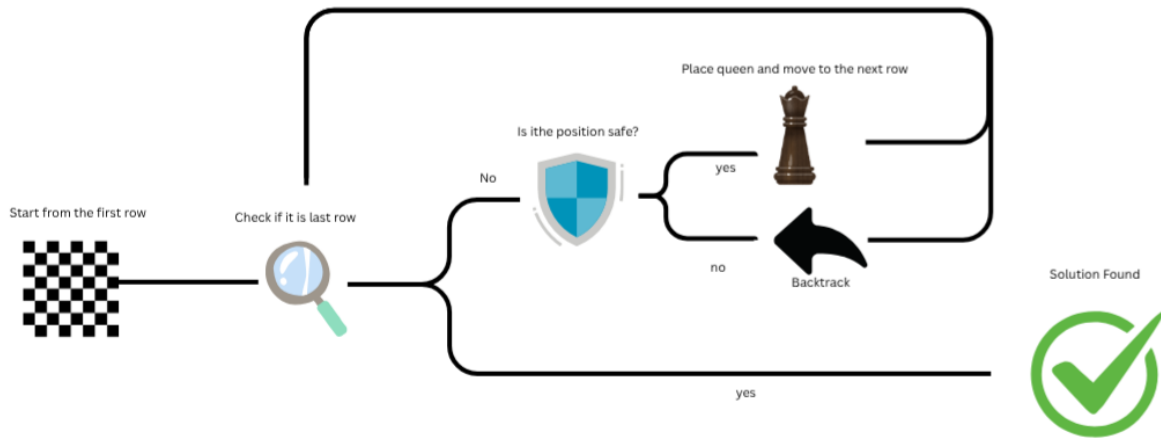 Place queen and move to the next row
Is ithe position safe?
yes
No
Start from the first row
Check if it is last row
no
Backtrack
Solution Found
yes